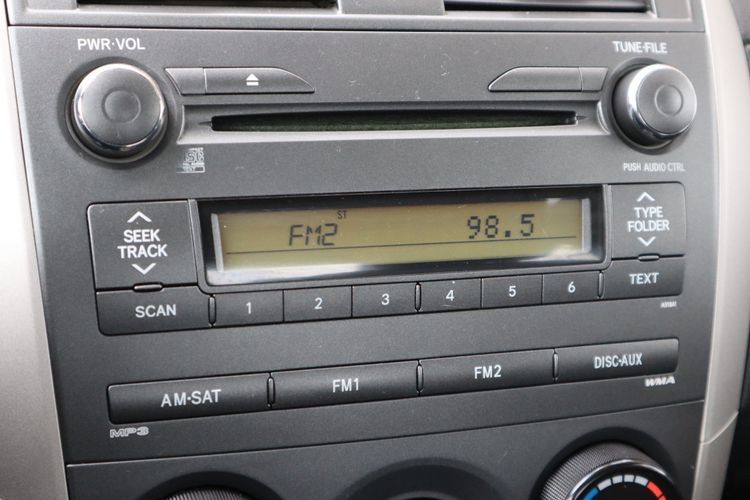 PWR·VOL
TUNE·FILE
PUSH AUDIO CTRL
SEEK
TRACK
ST
FM2 98.5
TYPE
FOLDER
SCAN 1 2 3 4 5 6 TEXT
AM·SAT FM1 FM2 DISC·AUX
MP3 WMA